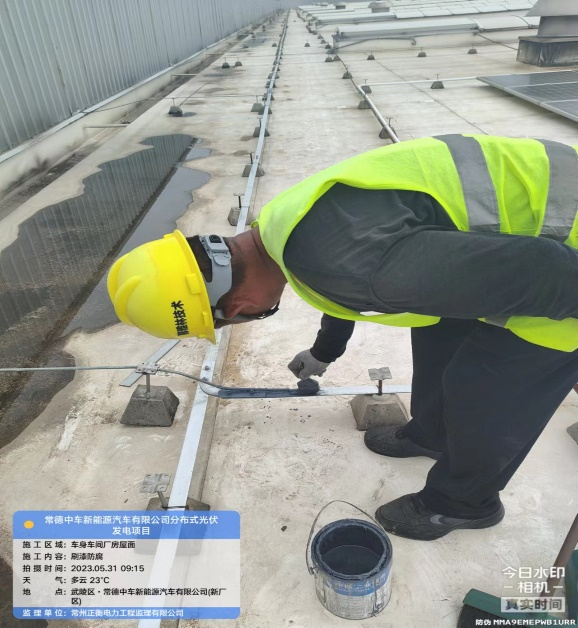 林技术
常德中车新能源汽车有限公司分布式光伏
发电项目
施工区域：车身车间厂房屋面
施工内容：刷漆防腐
拍摄时间：2023.05.31 09:15
天 气：多云 23℃
地 点：武陵区·常德中车新能源汽车有限公司(新厂
区)
监理单位：常州正衡电力工程监理有限公司
今日水印
相机
真实时间
防伪 MMA9EMEPWB1URR